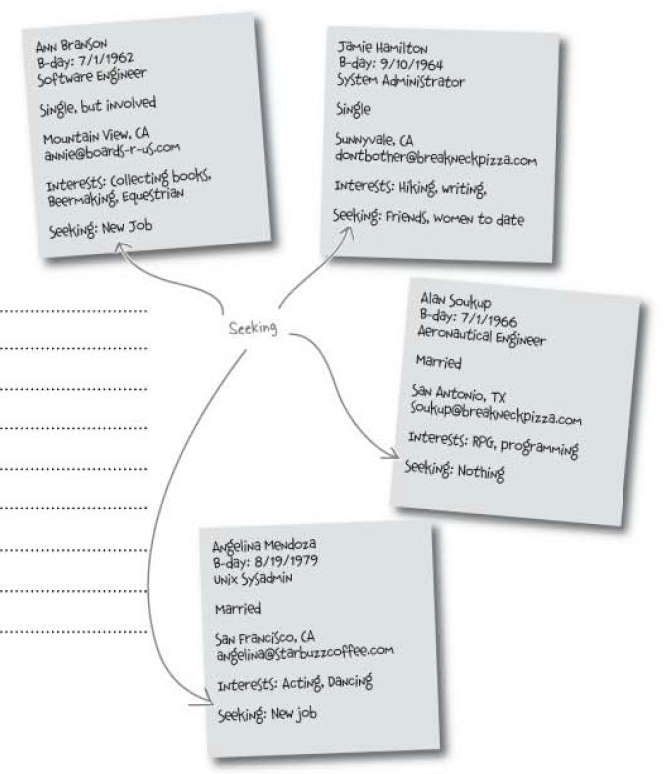 Ann Branson
B-day: 7/1/1962
Software Engineer
Single, but involved
Mountain View, CA
annie@boards-r-us.com
Interests: Collecting books,
Beermaking, Equestrian
Seeking: New Job
Jamie Hamilton
B-day: 9/10/1964
System Administrator
Single
Sunnyvale, CA
dontbother@breakneckpizza.com
Interests: Hiking, writing,
Seeking: Friends, women to date
Seeking
Alan Soukup
B-day: 7/1/1966
Aeronautical Engineer
Married
San Antonio, TX
soukup@breakneckpizza.com
Interests: RPG, programming
Seeking: Nothing
Angelina Mendoza
B-day: 8/19/1979
Unix Sysadmin
Married
San Francisco, CA
angelina@starbuzzcoffee.com
Interests: Acting, Dancing
Seeking: New job